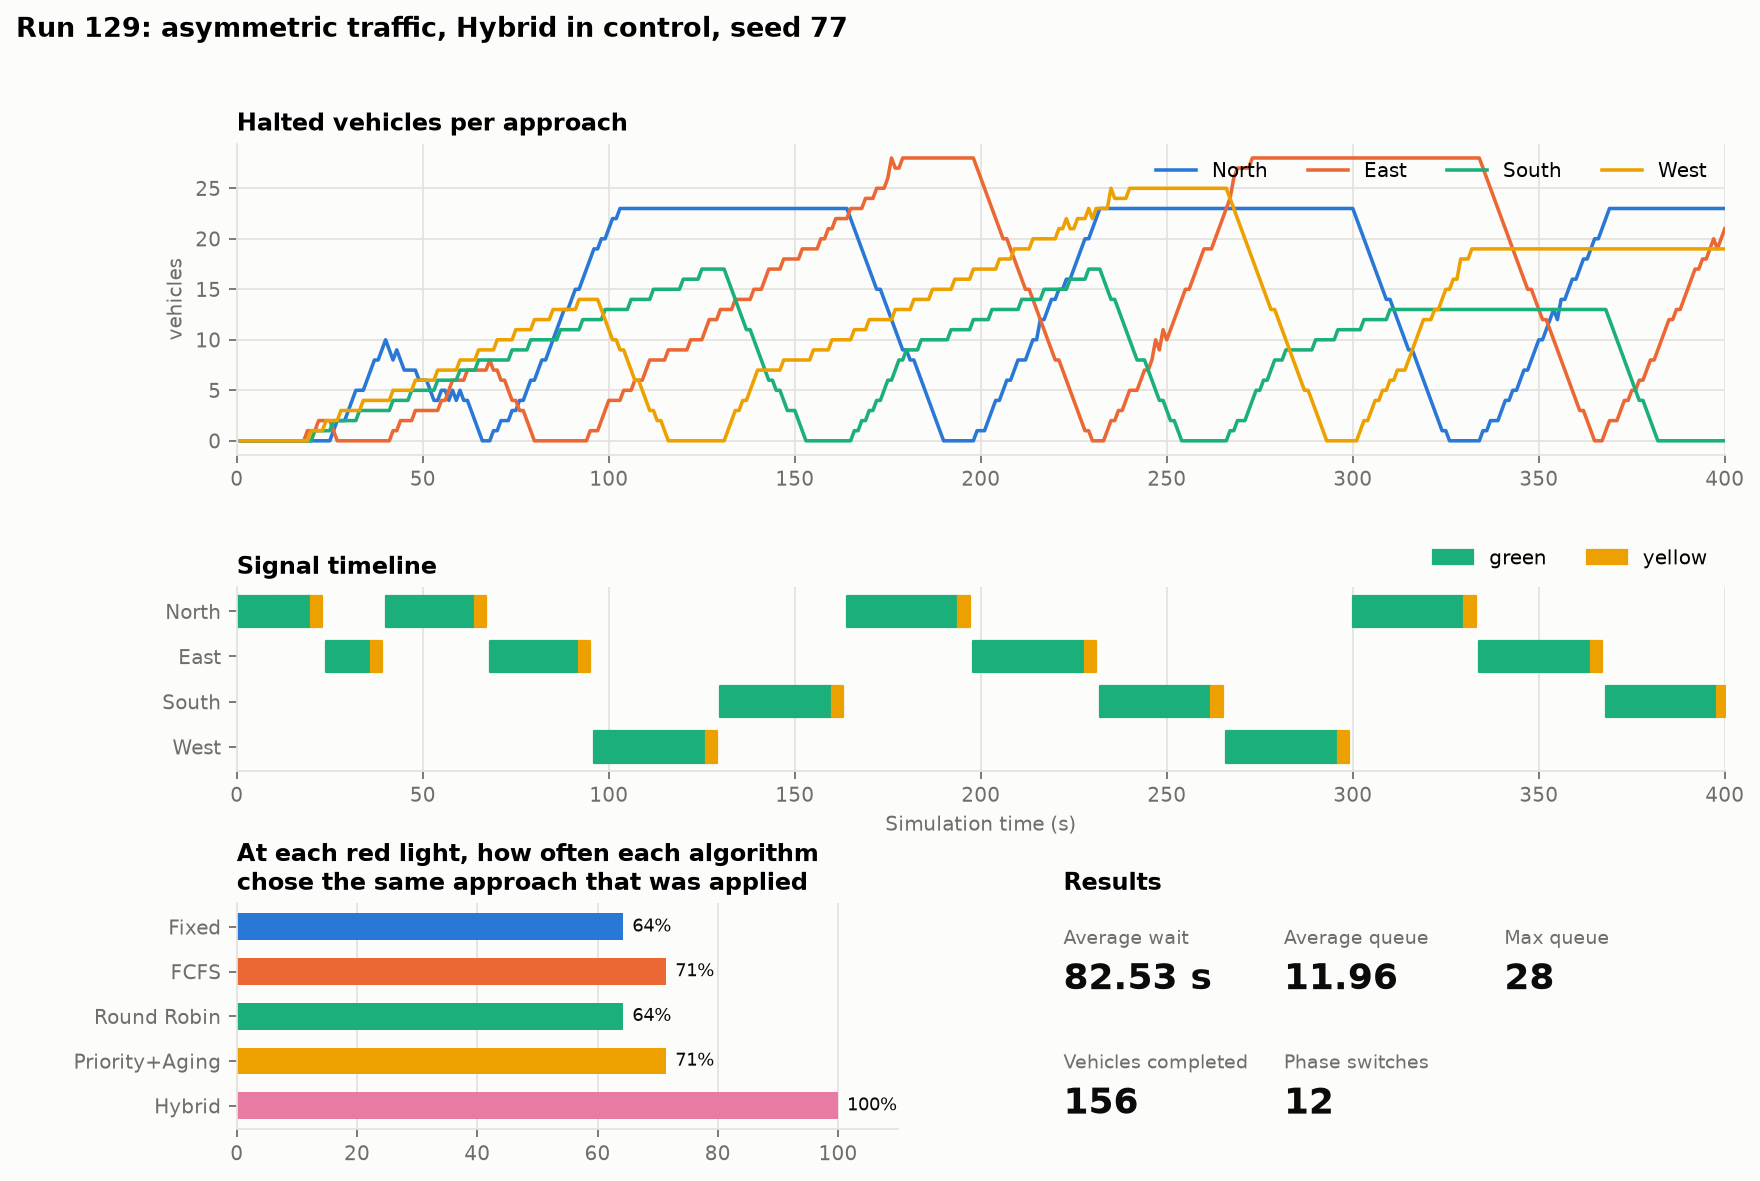 Run 129: asymmetric traffic, Hybrid in control, seed 77
Halted vehicles per approach
North East South West
vehicles
25
20
15
10
5
0
0 50 100 150 200 250 300 350 400
Signal timeline
green yellow
North
East
South
West
0 50 100 150 200 250 300 350 400
Simulation time (s)
At each red light, how often each algorithm
chose the same approach that was applied
Fixed 64%
FCFS 71%
Round Robin 64%
Priority+Aging 71%
Hybrid 100%
0 20 40 60 80 100
Results
Average wait Average queue Max queue
82.53 s 11.96 28
Vehicles completed Phase switches
156 12